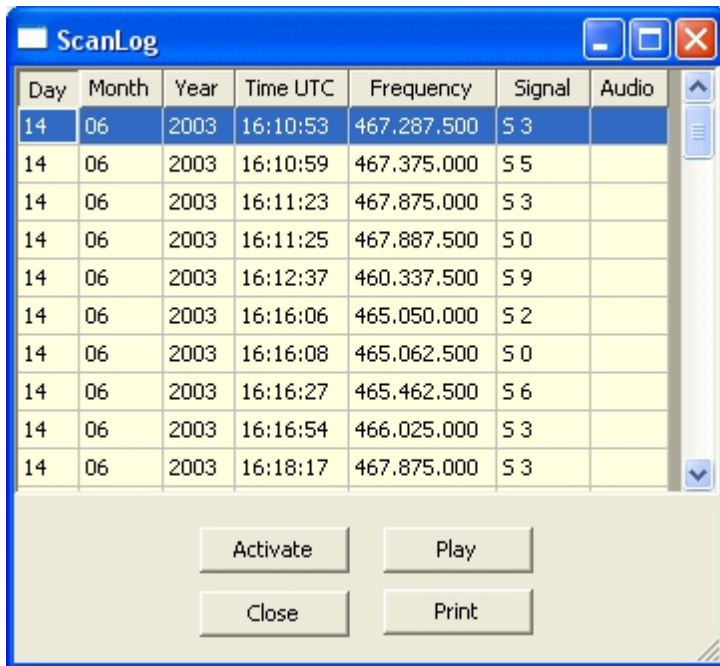 ScanLog
Day Month Year Time UTC Frequency Signal Audio
14 06 2003 16:10:53 467.287.500 S 3
14 06 2003 16:10:59 467.375.000 S 5
14 06 2003 16:11:23 467.875.000 S 3
14 06 2003 16:11:25 467.887.500 S 0
14 06 2003 16:12:37 460.337.500 S 9
14 06 2003 16:16:06 465.050.000 S 2
14 06 2003 16:16:08 465.062.500 S 0
14 06 2003 16:16:27 465.462.500 S 6
14 06 2003 16:16:54 466.025.000 S 3
14 06 2003 16:18:17 467.875.000 S 3
Activate Play
Close Print